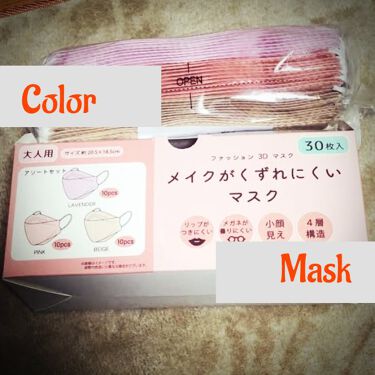 OPEN
Color
大人用
サイズ:約20.5×14.5cm
ファッション 3D マスク
30枚入
アソートセット
メイクがくずれにくい
マスク
10pcs
LAVENDER
10pcs
10pcs
PINK
BEIGE
リップが
つきにくい
メガネが
曇りにくい
小顔
見え
4層
構造
Mask